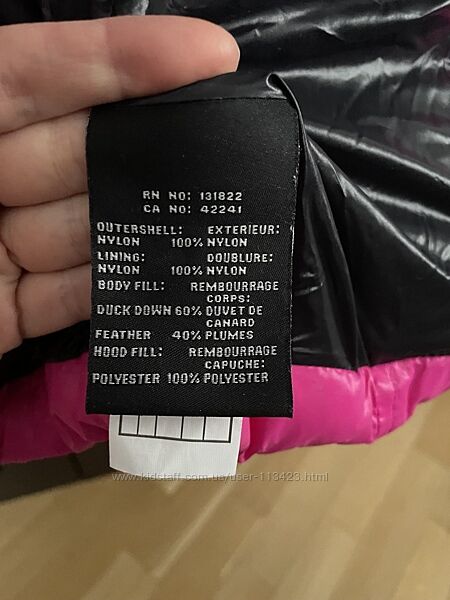 RN NO: 131822
CA NO: 42241
OUTERSHELL: EXTERIEUR:
NYLON 100% NYLON
LINING: DOUBLURE:
NYLON 100% NYLON
BODY FILL: REMBOURRAGE
CORPS:
DUCK DOWN 60% DUVET DE
CANARD
FEATHER 40% PLUMES
HOOD FILL: REMBOURRAGE
CAPUCHE:
POLYESTER 100% POLYESTER
www.kidstaff.com.ua/user-113423.html